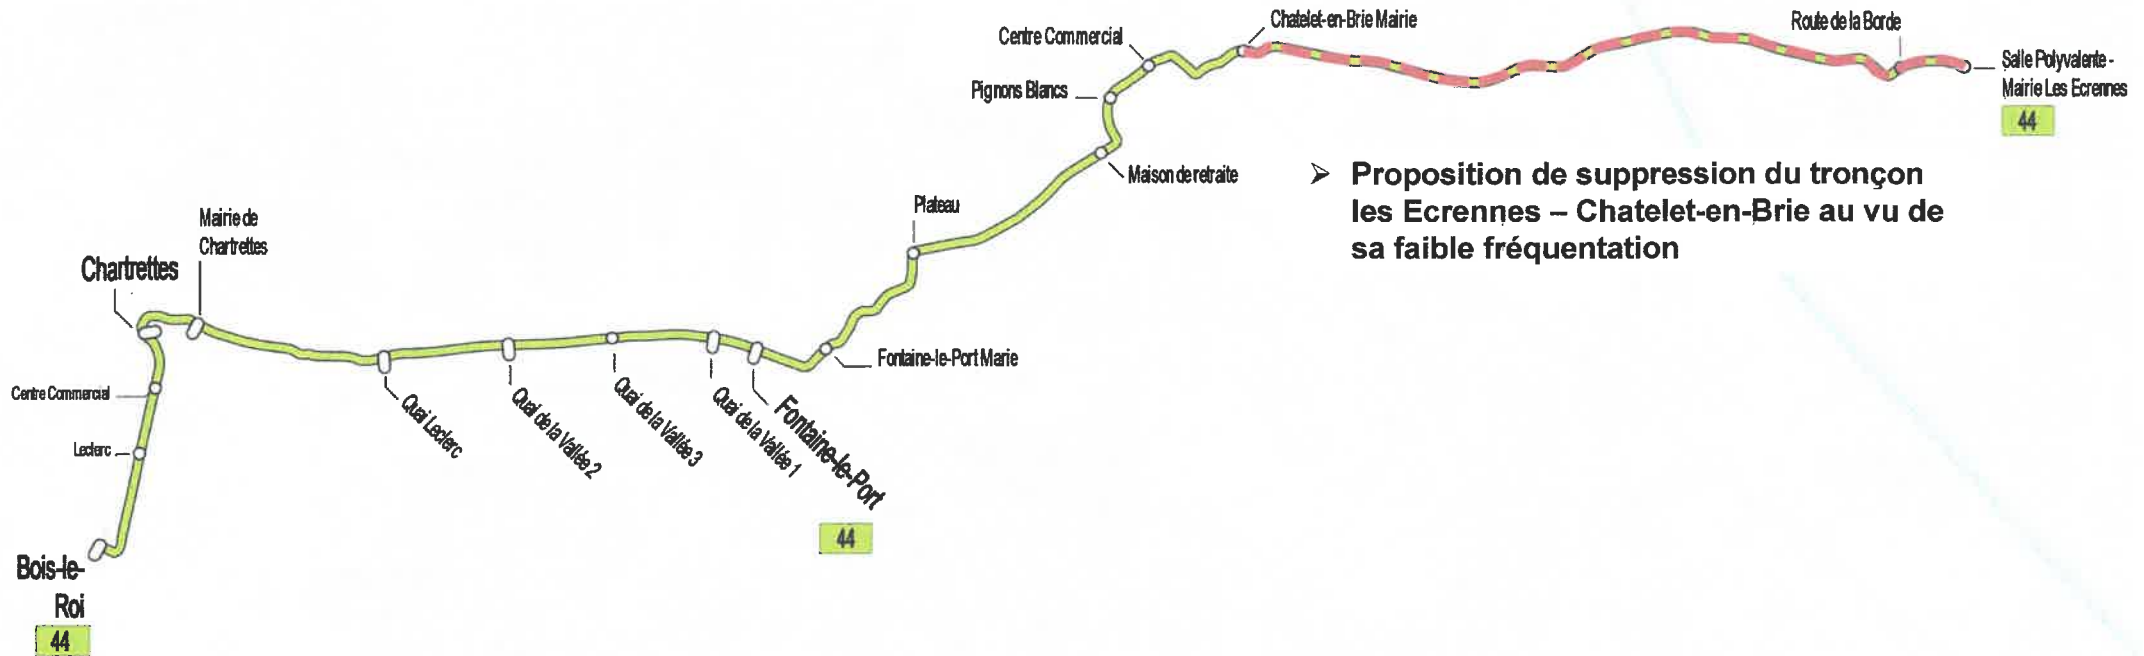 Chatelet-en-Brie Mairie
Centre Commercial
Route de la Borde
Salle Polyvalente -
Mairie Les Ecrennes
44
Pignons Blancs
Maison de retraite
➢ Proposition de suppression du tronçon
les Ecrennes – Chatelet-en-Brie au vu de
sa faible fréquentation
Plateau
Mairie de
Chartrettes
Chartrettes
Fontaine-le-Port Marie
Centre Commercial
Leclerc
Quai Leclerc
Quai de la Vallée 2
Quai de la Vallée 3
Quai de la Vallée 1
Fontaine-le-Port
44
Bois-le-
Roi
44